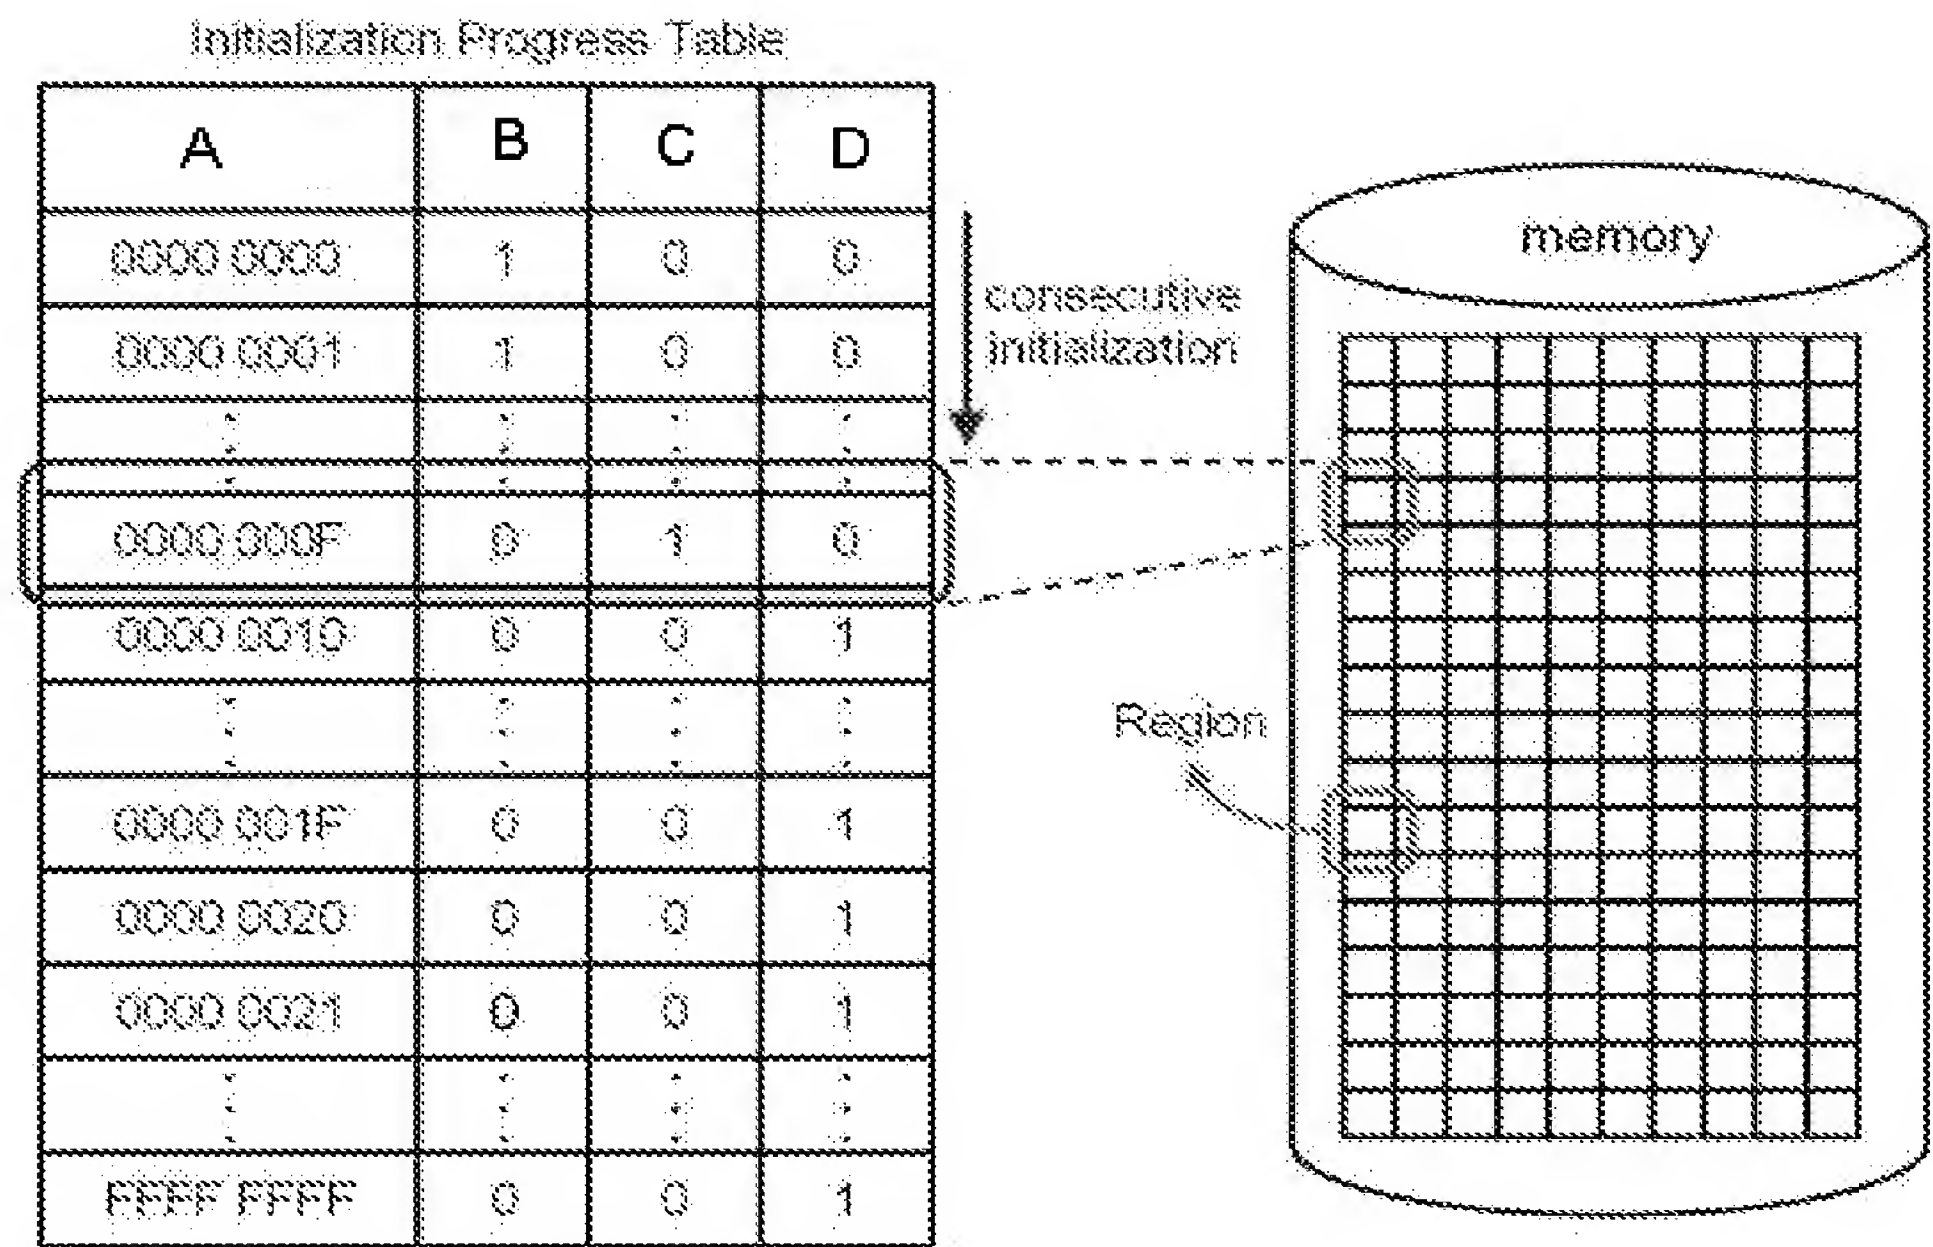 Initialization Progress Table
A B C D
0000 0000 1 0 0
0000 0001 1 0 0
0000 000F 0 1 0
0000 0010 0 0 1
0000 001F 0 0 1
0000 0020 0 0 1
0000 0021 0 0 1
FFFF FFFF 0 0 1
consecutive
initialization
memory
Region